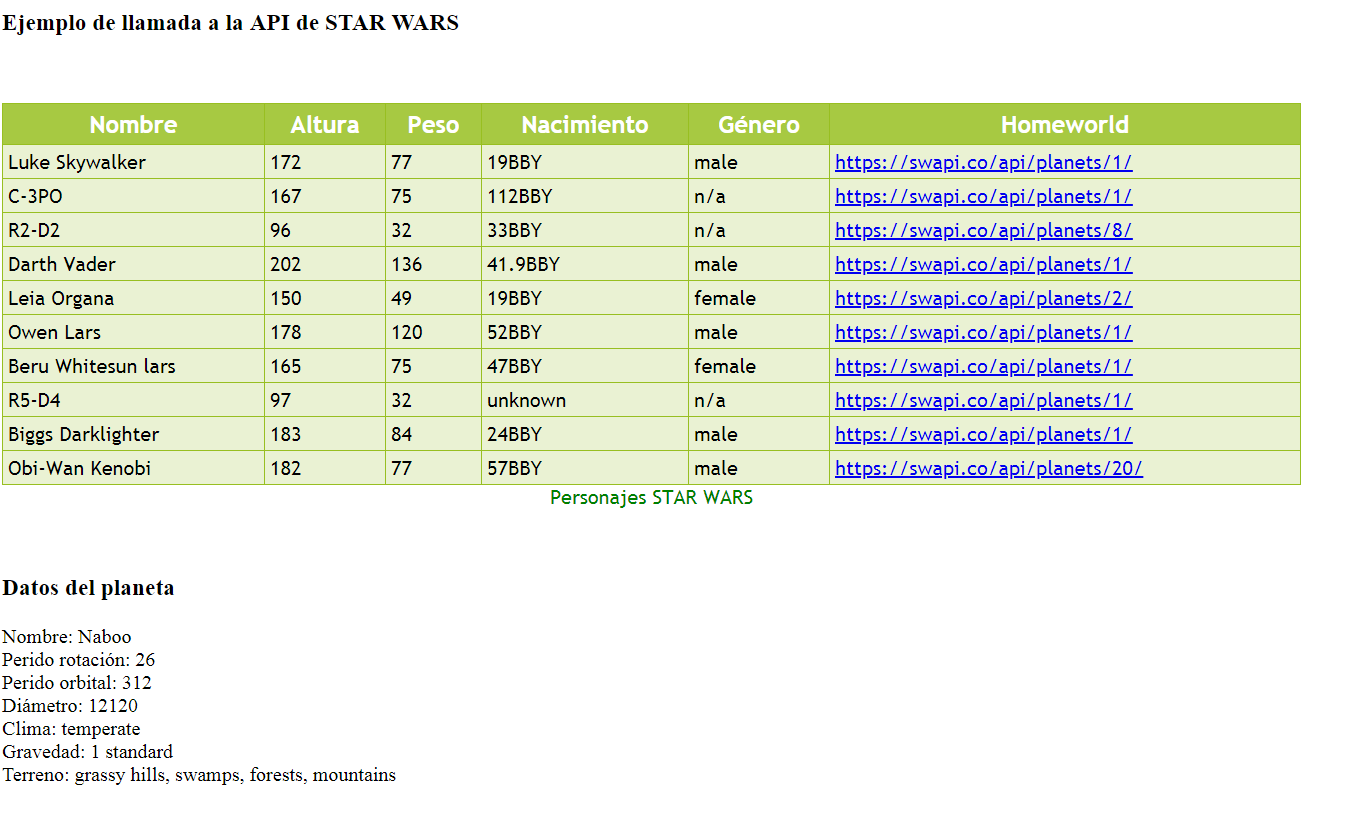 Ejemplo de llamada a la API de STAR WARS
Nombre Altura Peso Nacimiento Género Homeworld
Luke Skywalker 172 77 19BBY male https://swapi.co/api/planets/1/
C-3PO 167 75 112BBY n/a https://swapi.co/api/planets/1/
R2-D2 96 32 33BBY n/a https://swapi.co/api/planets/8/
Darth Vader 202 136 41.9BBY male https://swapi.co/api/planets/1/
Leia Organa 150 49 19BBY female https://swapi.co/api/planets/2/
Owen Lars 178 120 52BBY male https://swapi.co/api/planets/1/
Beru Whitesun lars 165 75 47BBY female https://swapi.co/api/planets/1/
R5-D4 97 32 unknown n/a https://swapi.co/api/planets/1/
Biggs Darklighter 183 84 24BBY male https://swapi.co/api/planets/1/
Obi-Wan Kenobi 182 77 57BBY male https://swapi.co/api/planets/20/
Personajes STAR WARS
Datos del planeta
Nombre: Naboo
Perido rotación: 26
Perido orbital: 312
Diámetro: 12120
Clima: temperate
Gravedad: 1 standard
Terreno: grassy hills, swamps, forests, mountains